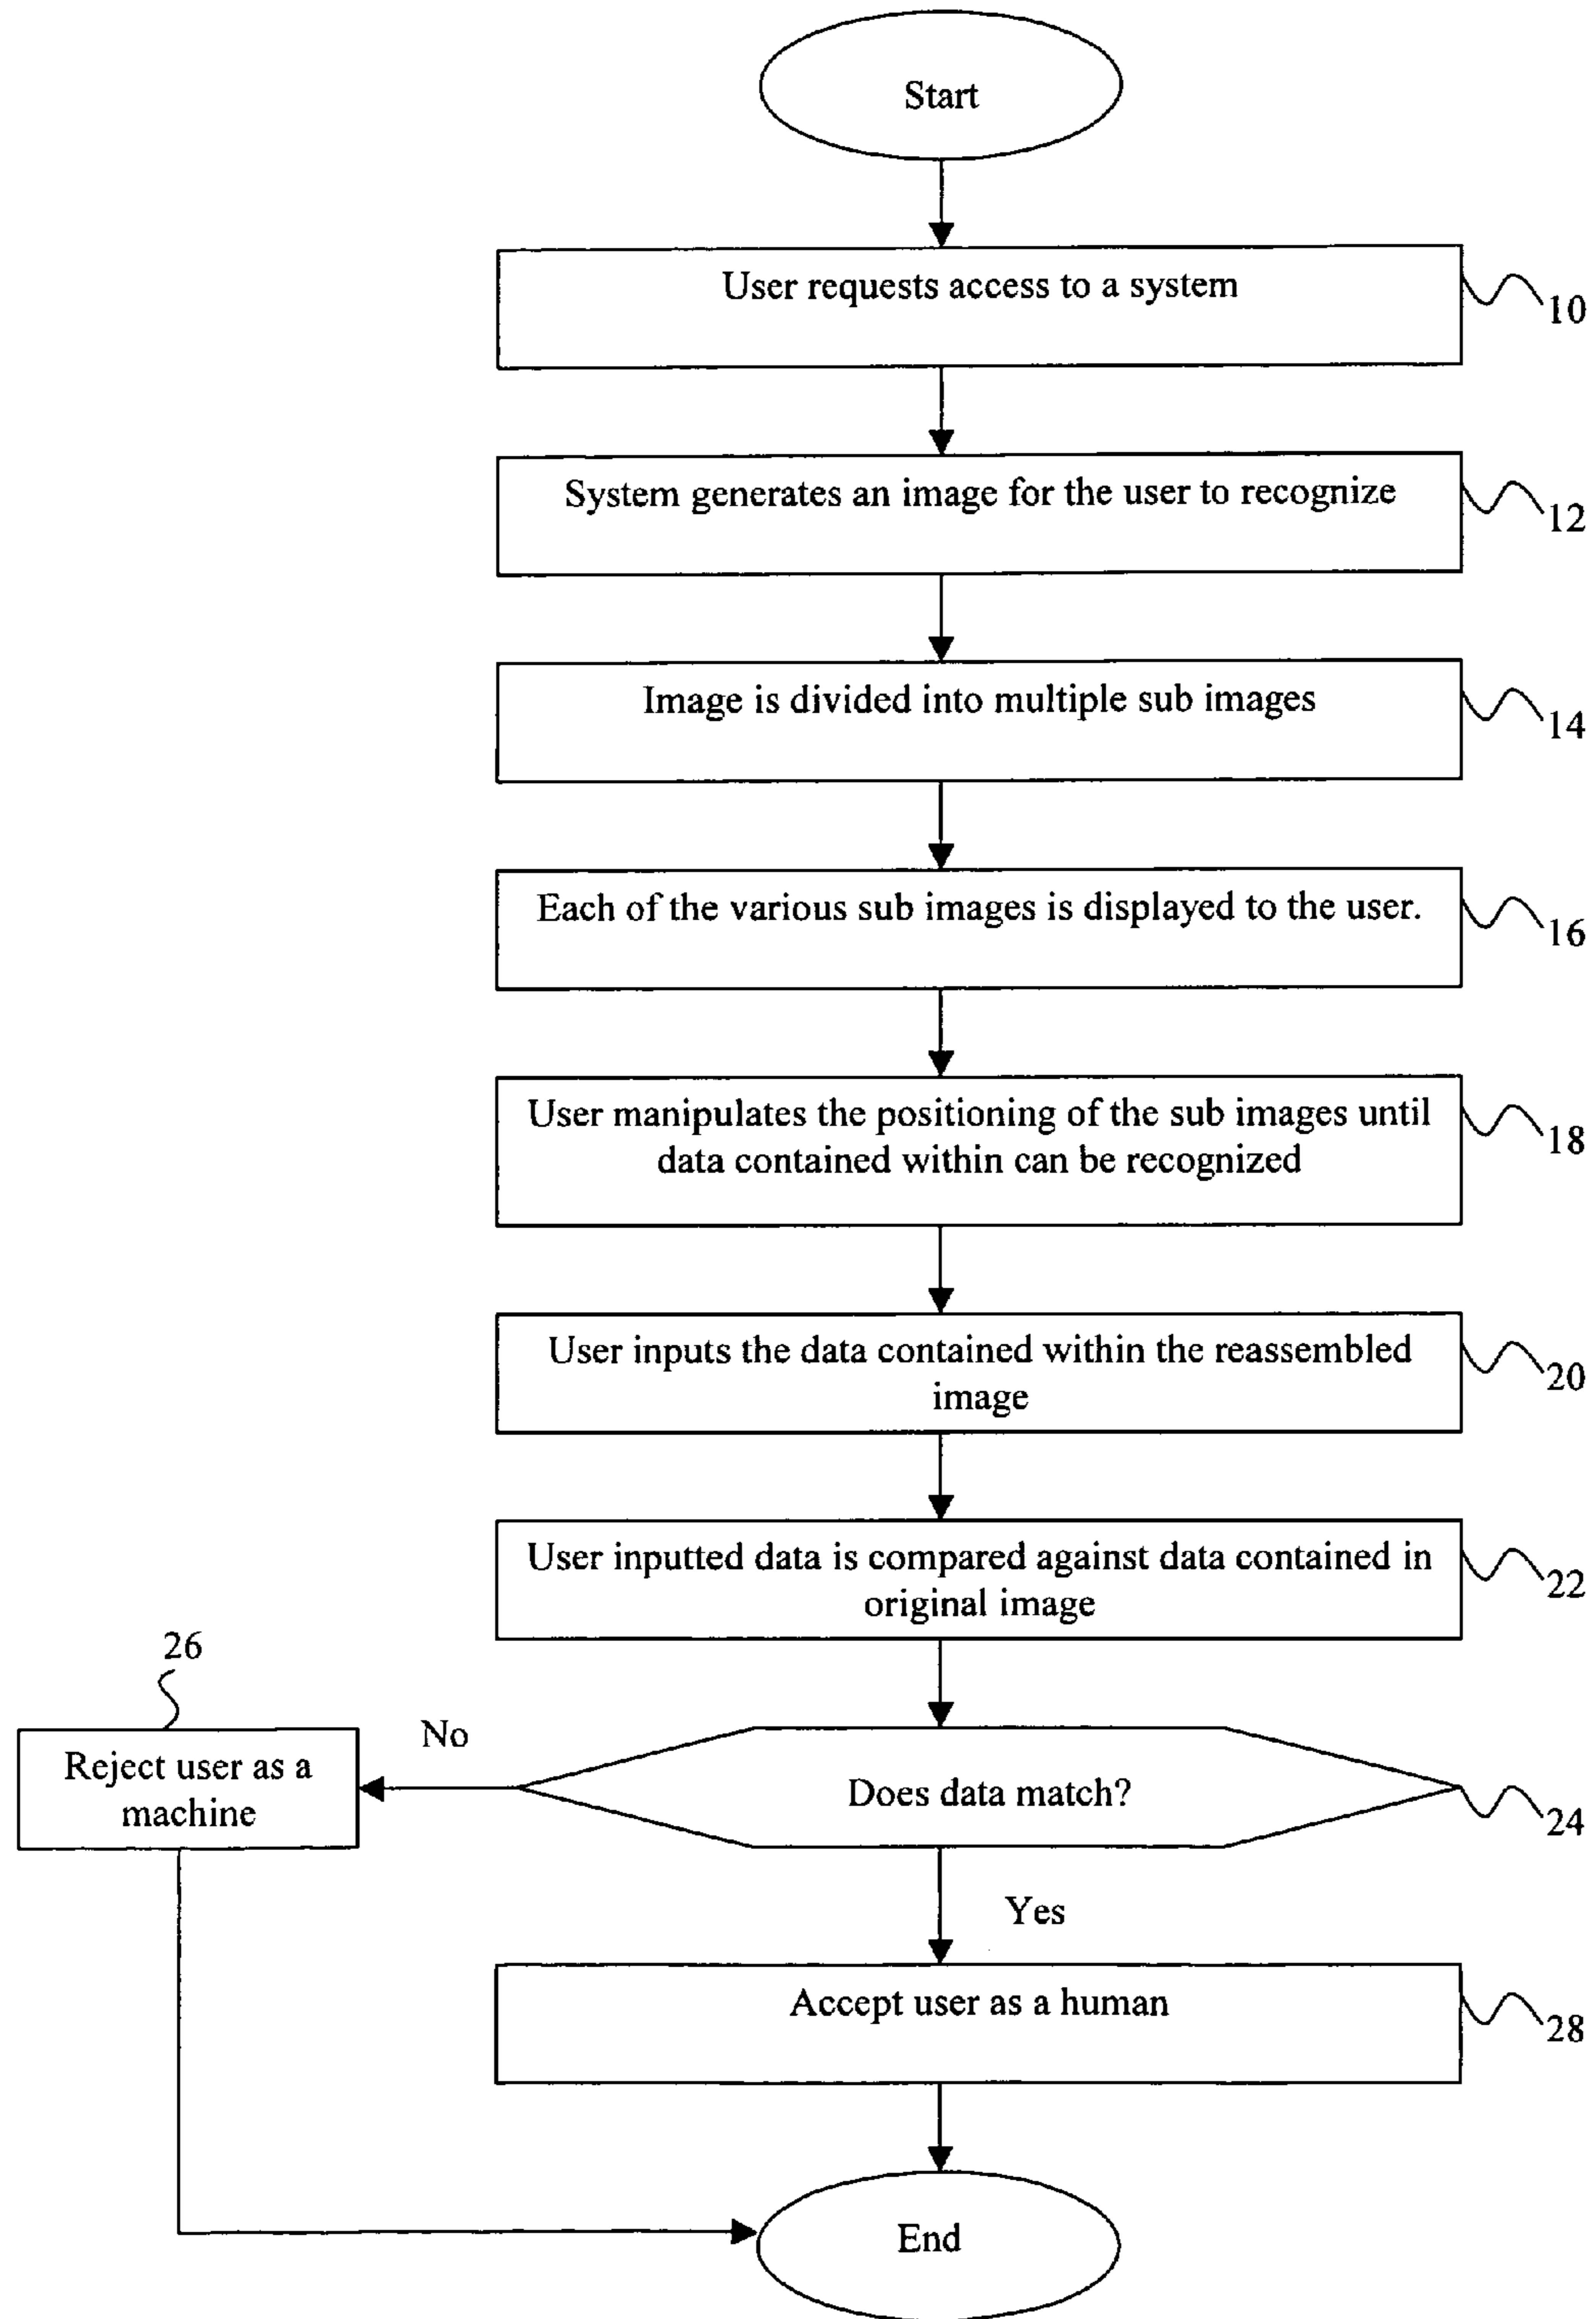 Start
User requests access to a system
10
System generates an image for the user to recognize
12
Image is divided into multiple sub images
14
Each of the various sub images is displayed to the user.
16
User manipulates the positioning of the sub images until
data contained within can be recognized
18
User inputs the data contained within the reassembled
image
20
User inputted data is compared against data contained in
original image
22
26
Reject user as a
machine
No
Does data match?
24
Yes
Accept user as a human
28
End